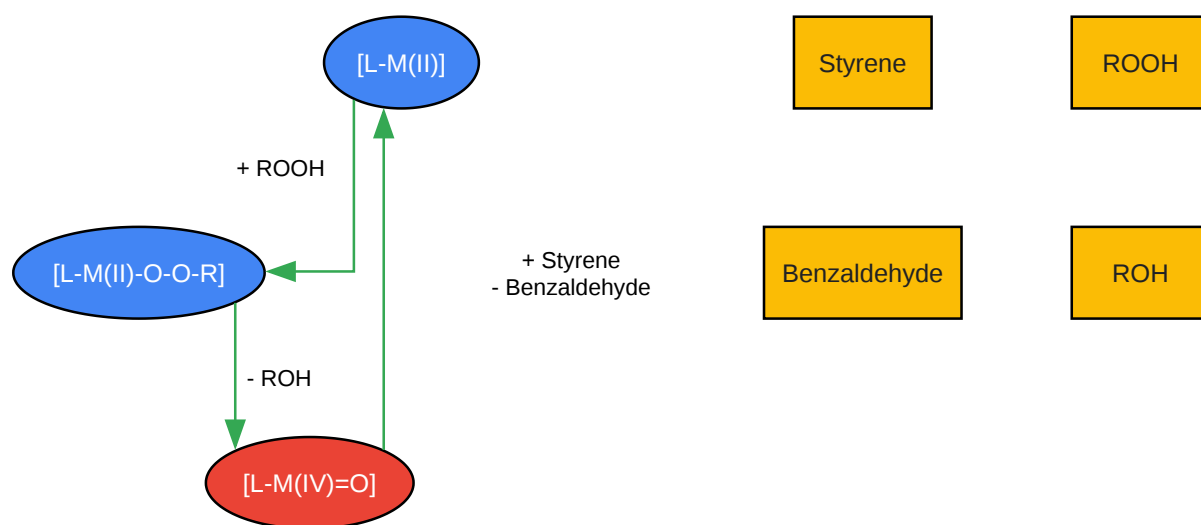 [L-M(II)]
Styrene
ROOH
+ ROOH
[L-M(II)-O-O-R]
+ Styrene
- Benzaldehyde
Benzaldehyde
ROH
- ROH
[L-M(IV)=O]